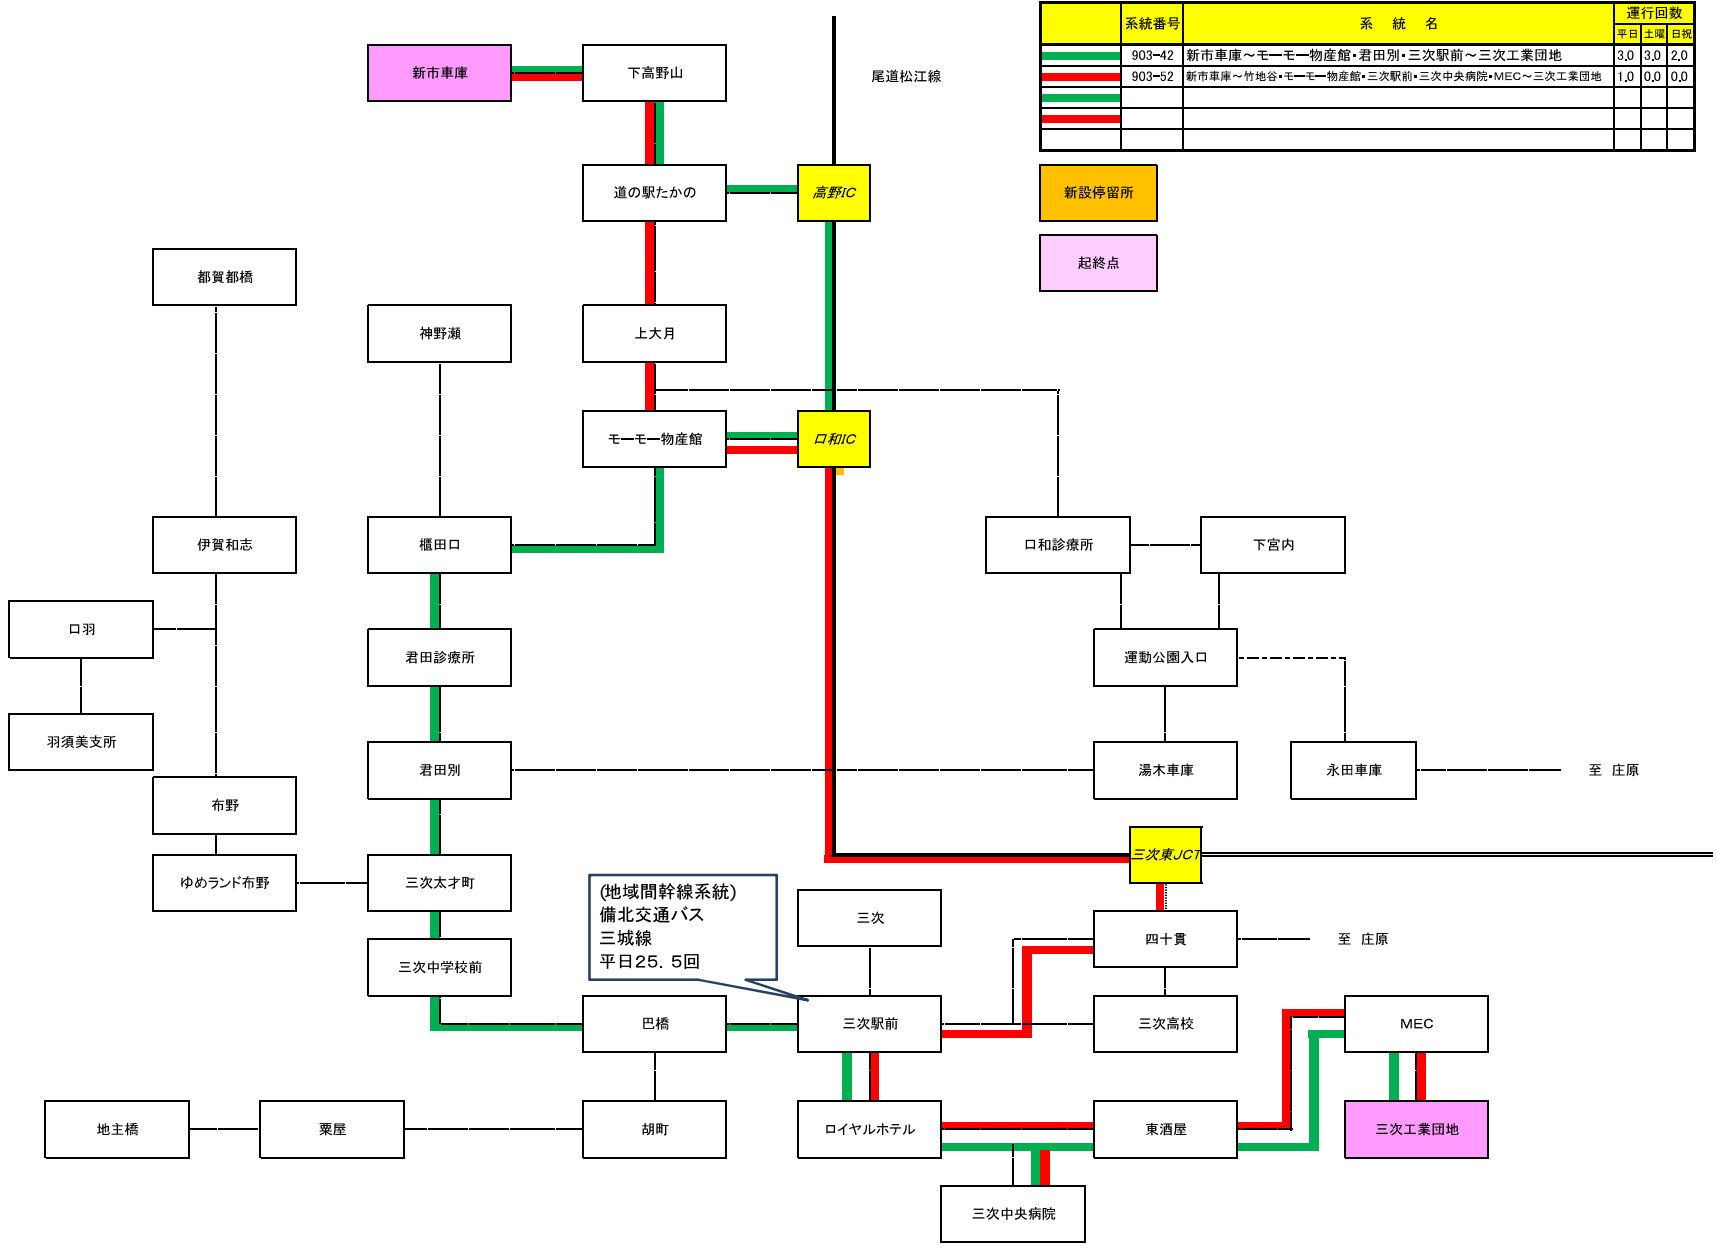 系統番号 系 統 名 運行回数
平日 土曜 日祝
903-42 新市車庫～モーモー物産館・君田別・三次駅前～三次工業団地 3.0 3.0 2.0
903-52 新市車庫～竹地谷・モーモー物産館・三次駅前・三次中央病院・MEC～三次工業団地 1.0 0.0 0.0
新市車庫
下高野山
尾道松江線
道の駅たかの
高野IC
新設停留所
起終点
都賀都橋
神野瀬
上大月
モーモー物産館
口和IC
伊賀和志
櫃田口
口和診療所
下宮内
口羽
君田診療所
運動公園入口
羽須美支所
君田別
湯木車庫
永田車庫
至 庄原
布野
ゆめランド布野
三次太才町
三次東JCT
(地域間幹線系統)
備北交通バス
三城線
平日25．5回
三次
四十貫
至 庄原
三次中学校前
巴橋
三次駅前
三次高校
MEC
地主橋
粟屋
胡町
ロイヤルホテル
東酒屋
三次工業団地
三次中央病院